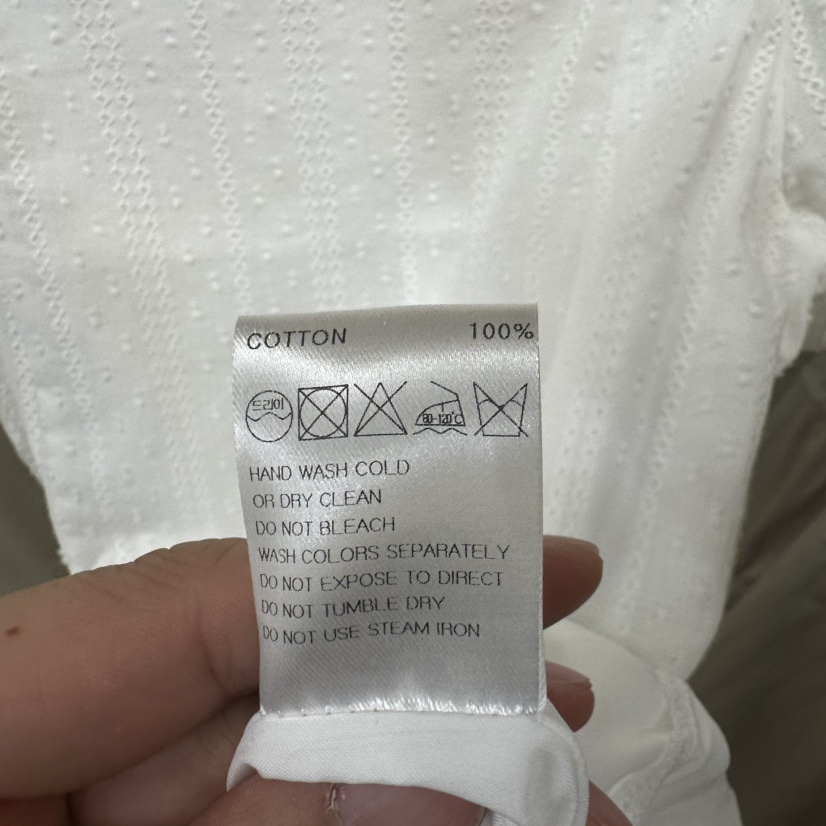 COTTON 100%
드라이
80-120°C
HAND WASH COLD
OR DRY CLEAN
DO NOT BLEACH
WASH COLORS SEPARATELY
DO NOT EXPOSE TO DIRECT
DO NOT TUMBLE DRY
DO NOT USE STEAM IRON